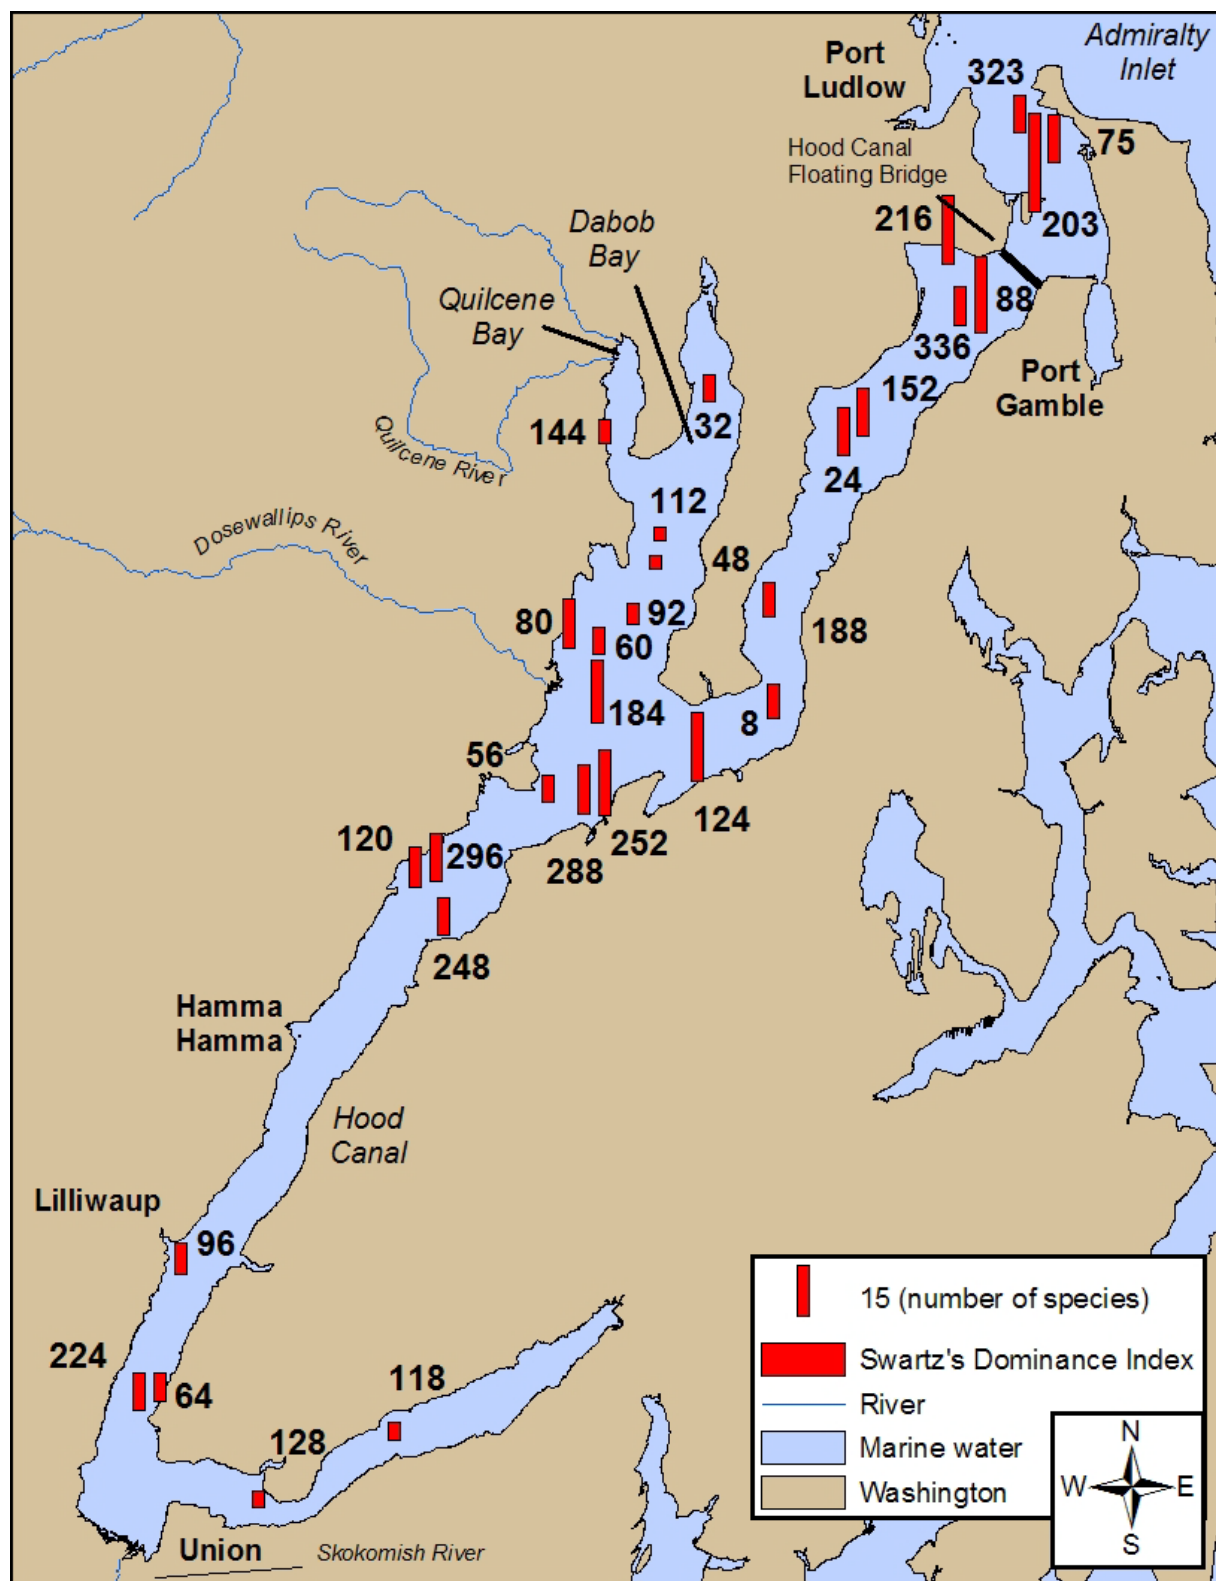 Admiralty
Inlet
Port
Ludlow
323
75
Hood Canal
Floating Bridge
216
203
Dabob
Bay
Quilcene
Bay
88
336
Port
Gamble
152
32
144
24
Quilcene River
112
Dosewallips River
48
80
92
60
188
184
8
56
124
252
288
120
296
248
Hamma
Hamma
Hood
Canal
Lilliwaup
96
224
64
118
128
Union
Skokomish River
15 (number of species)
Swartz's Dominance Index
River
Marine water
Washington
N
W
E
S